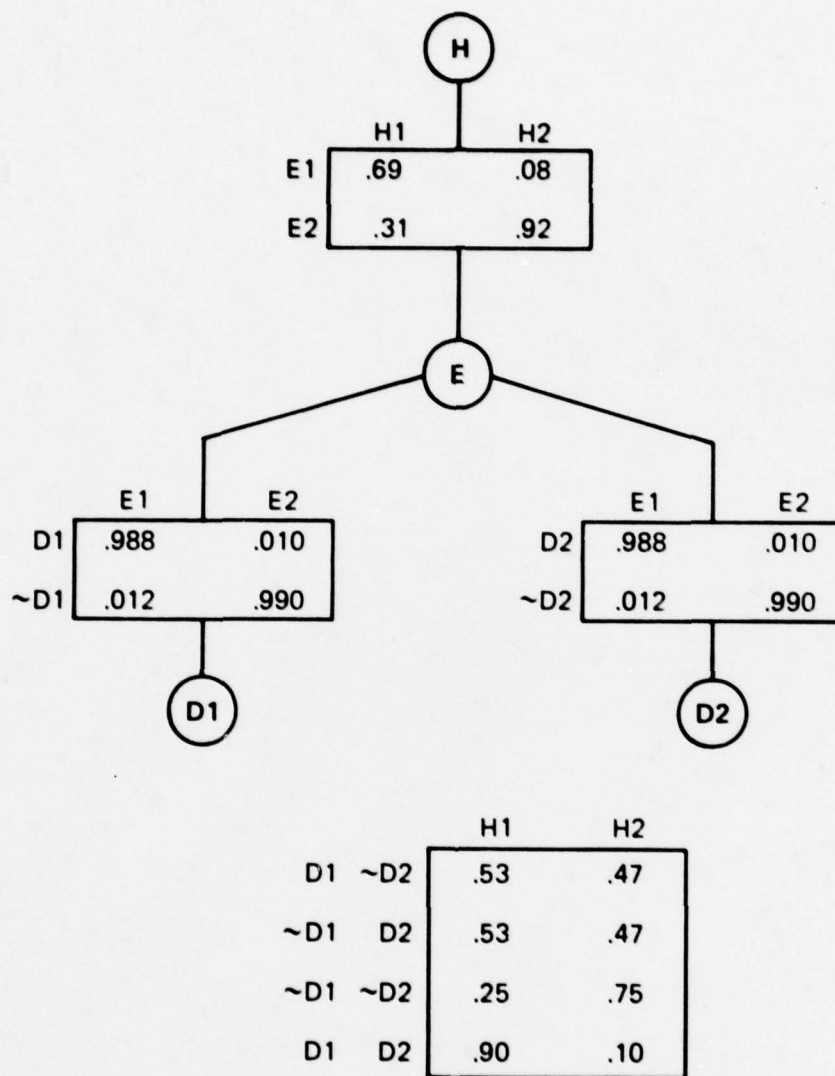 H
H1 H2
E1 .69 .08
E2 .31 .92
E
E1 E2 E1 E2
D1 .988 .010 D2 .988 .010
~D1 .012 .990 ~D2 .012 .990
D1 D2
H1 H2
D1 ~D2 .53 .47
~D1 D2 .53 .47
~D1 ~D2 .25 .75
D1 D2 .90 .10